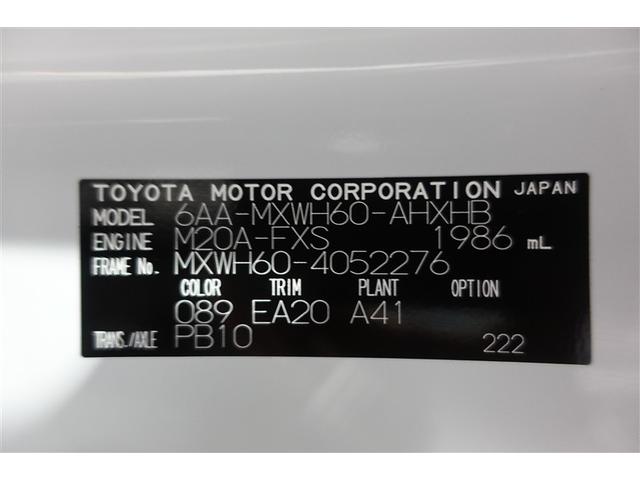 TOYOTA MOTOR CORPORATION JAPAN
MODEL 6AA-MXWH60-AHXHB
ENGINE M20A-FXS 1986 mL
FRAME No. MXWH60-4052276
COLOR TRIM PLANT OPTION
089 EA20 A41
TRANS./AXLE PB10 222